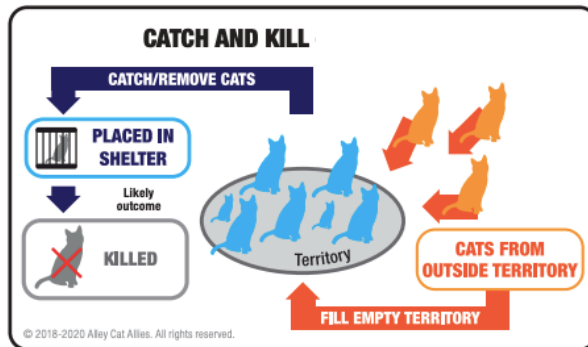 CATCH AND KILL
CATCH/REMOVE CATS
PLACED IN
SHELTER
Likely
outcome
KILLED
Territory
CATS FROM
OUTSIDE TERRITORY
FILL EMPTY TERRITORY
© 2018-2020 Alley Cat Allies. All rights reserved.